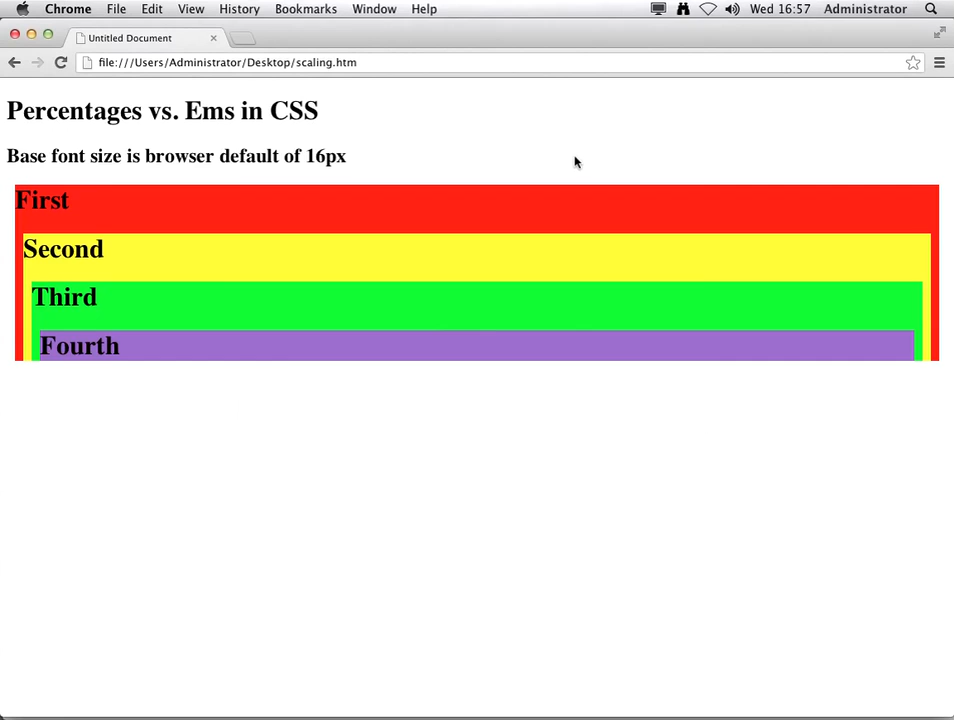 Chrome File Edit View History Bookmarks Window Help Wed 16:57 Administrator
Untitled Document
file:///Users/Administrator/Desktop/scaling.htm
Percentages vs. Ems in CSS
Base font size is browser default of 16px
First
Second
Third
Fourth